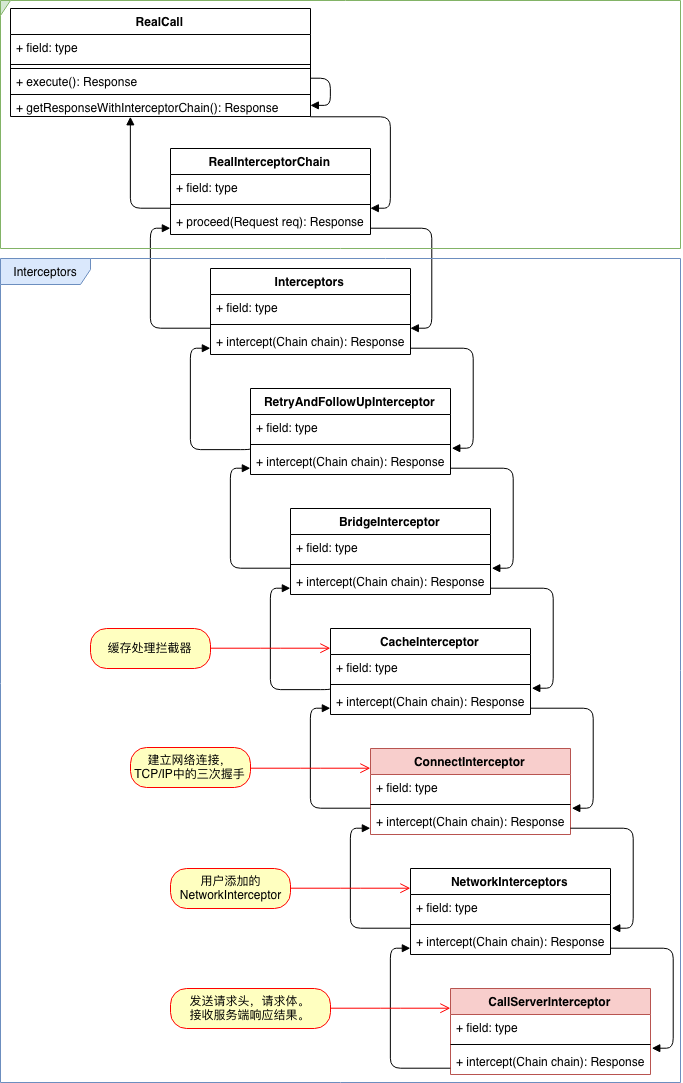 RealCall
+ field: type
+ execute(): Response
+ getResponseWithInterceptorChain(): Response
RealInterceptorChain
+ field: type
+ proceed(Request req): Response
Interceptors
Interceptors
+ field: type
+ intercept(Chain chain): Response
RetryAndFollowUpInterceptor
+ field: type
+ intercept(Chain chain): Response
BridgeInterceptor
+ field: type
+ intercept(Chain chain): Response
缓存处理拦截器
CacheInterceptor
+ field: type
+ intercept(Chain chain): Response
建立网络连接,
TCP/IP中的三次握手
ConnectInterceptor
+ field: type
+ intercept(Chain chain): Response
用户添加的
NetworkInterceptor
NetworkInterceptors
+ field: type
+ intercept(Chain chain): Response
发送请求头，请求体。
接收服务端响应结果。
CallServerInterceptor
+ field: type
+ intercept(Chain chain): Response